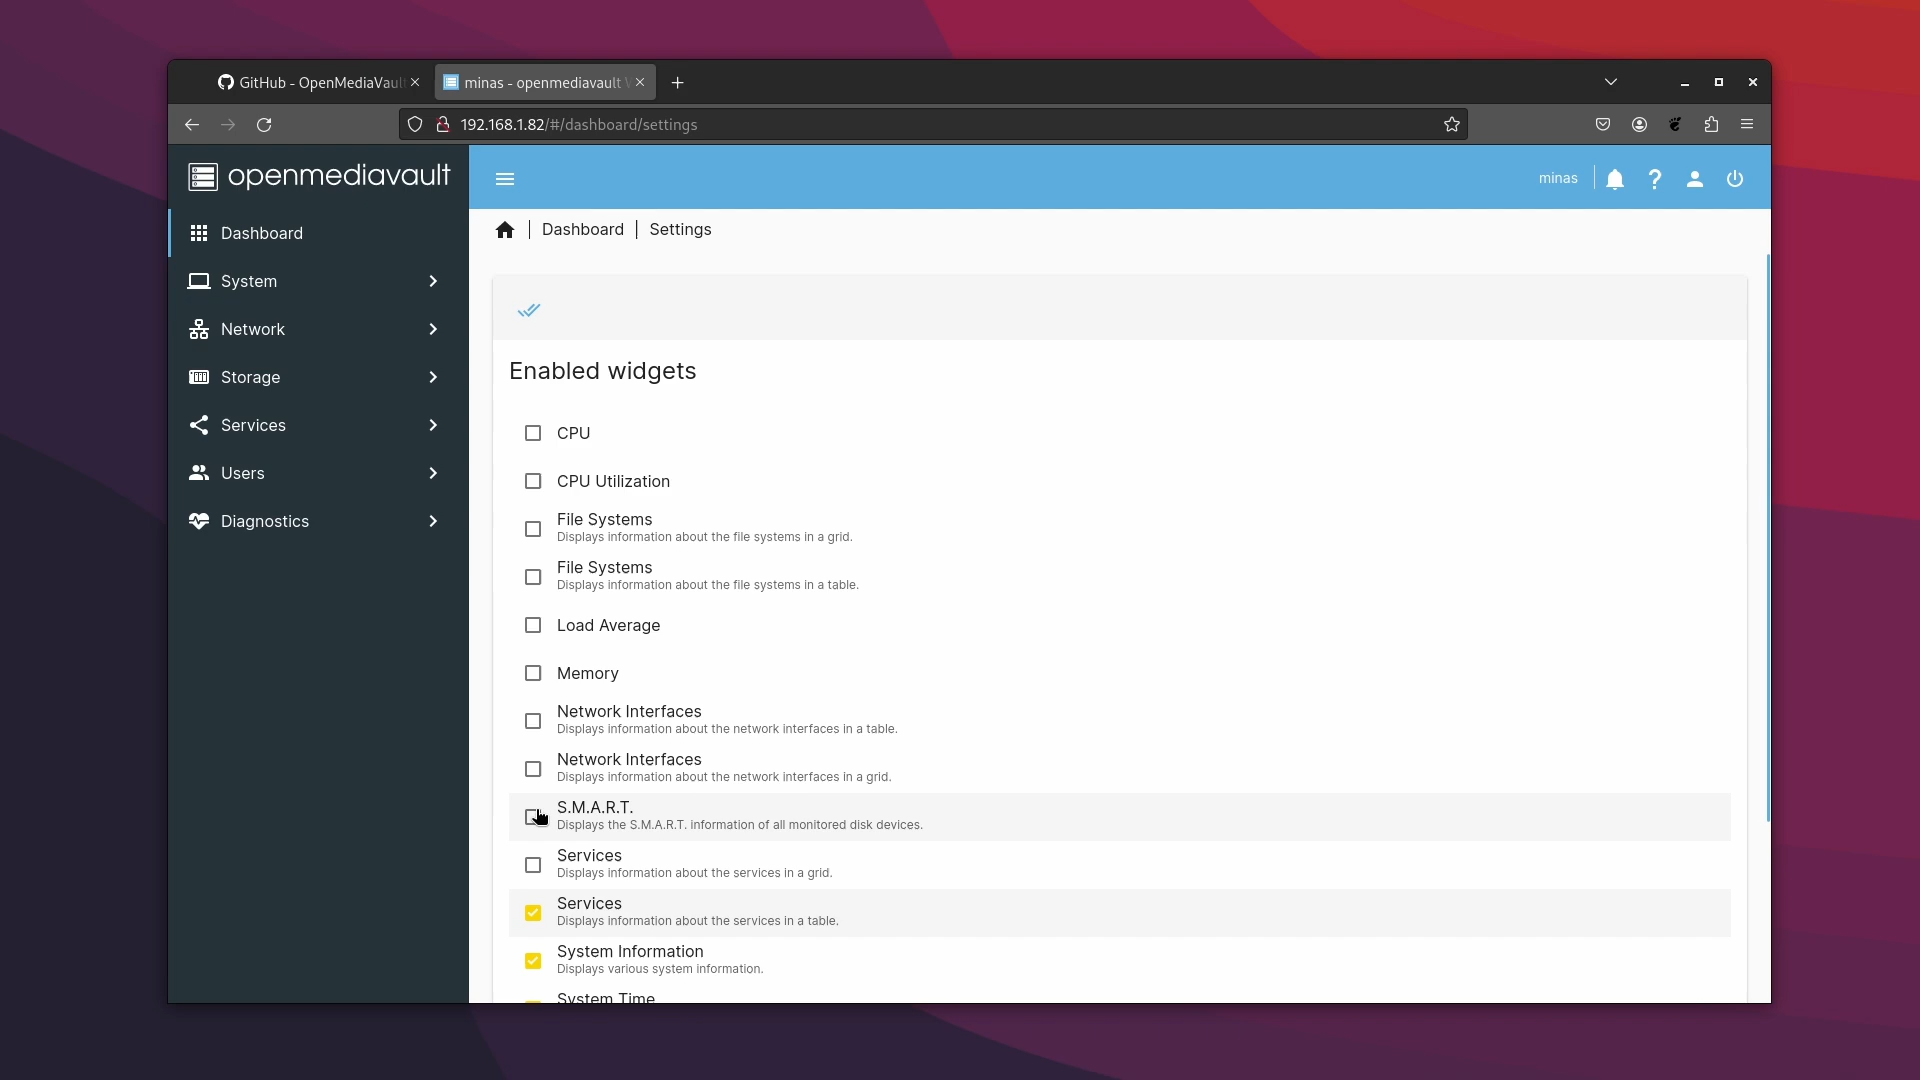 GitHub - OpenMediaVault
minas - openmediavault
192.168.1.82/#/dashboard/settings
openmediavault
minas
Dashboard
System
Network
Storage
Services
Users
Diagnostics
Dashboard | Settings
Enabled widgets
CPU
CPU Utilization
File Systems
Displays information about the file systems in a grid.
File Systems
Displays information about the file systems in a table.
Load Average
Memory
Network Interfaces
Displays information about the network interfaces in a table.
Network Interfaces
Displays information about the network interfaces in a grid.
S.M.A.R.T.
Displays the S.M.A.R.T. information of all monitored disk devices.
Services
Displays information about the services in a grid.
Services
Displays information about the services in a table.
System Information
Displays various system information.
System Time